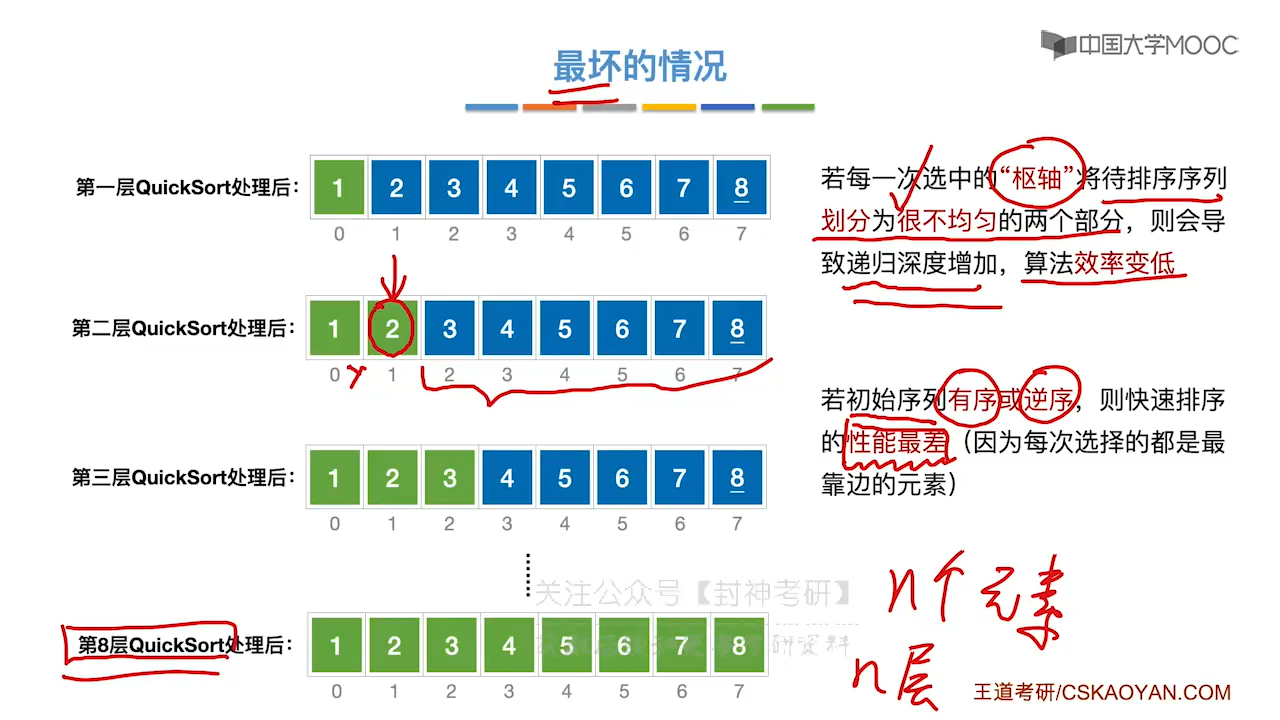 中国大学MOOC
最坏的情况
第一层QuickSort处理后：
1 2 3 4 5 6 7 8
0 1 2 3 4 5 6 7
第二层QuickSort处理后：
1 2 3 4 5 6 7 8
0 1 2 3 4 5 6 7
第三层QuickSort处理后：
1 2 3 4 5 6 7 8
0 1 2 3 4 5 6 7
第8层QuickSort处理后：
1 2 3 4 5 6 7 8
0 1 2 3 4 5 6 7
若每一次选中的“枢轴”将待排序序列
划分为很不均匀的两个部分，则会导
致递归深度增加，算法效率变低
若初始序列有序或逆序，则快速排序
的性能最差（因为每次选择的都是最
靠边的元素）
关注公众号【封神考研】
n个元素
n层
王道考研/CSKAOYAN.COM